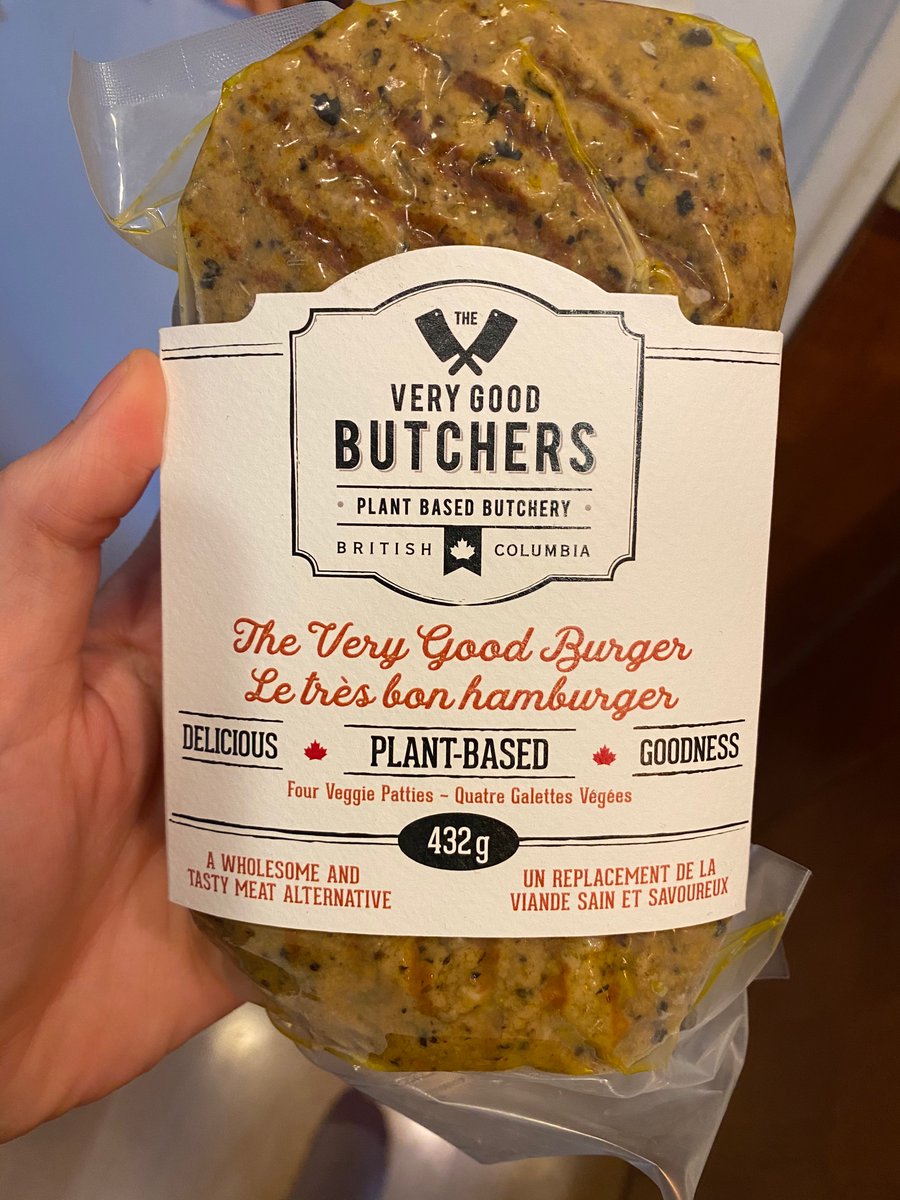 THE
VERY GOOD
BUTCHERS
• PLANT BASED BUTCHERY •
BRITISH COLUMBIA
The Very Good Burger
Le très bon hamburger
DELICIOUS PLANT-BASED GOODNESS
Four Veggie Patties – Quatre Galettes Végées
432 g
A WHOLESOME AND
TASTY MEAT ALTERNATIVE
UN REPLACEMENT DE LA
VIANDE SAIN ET SAVOUREUX